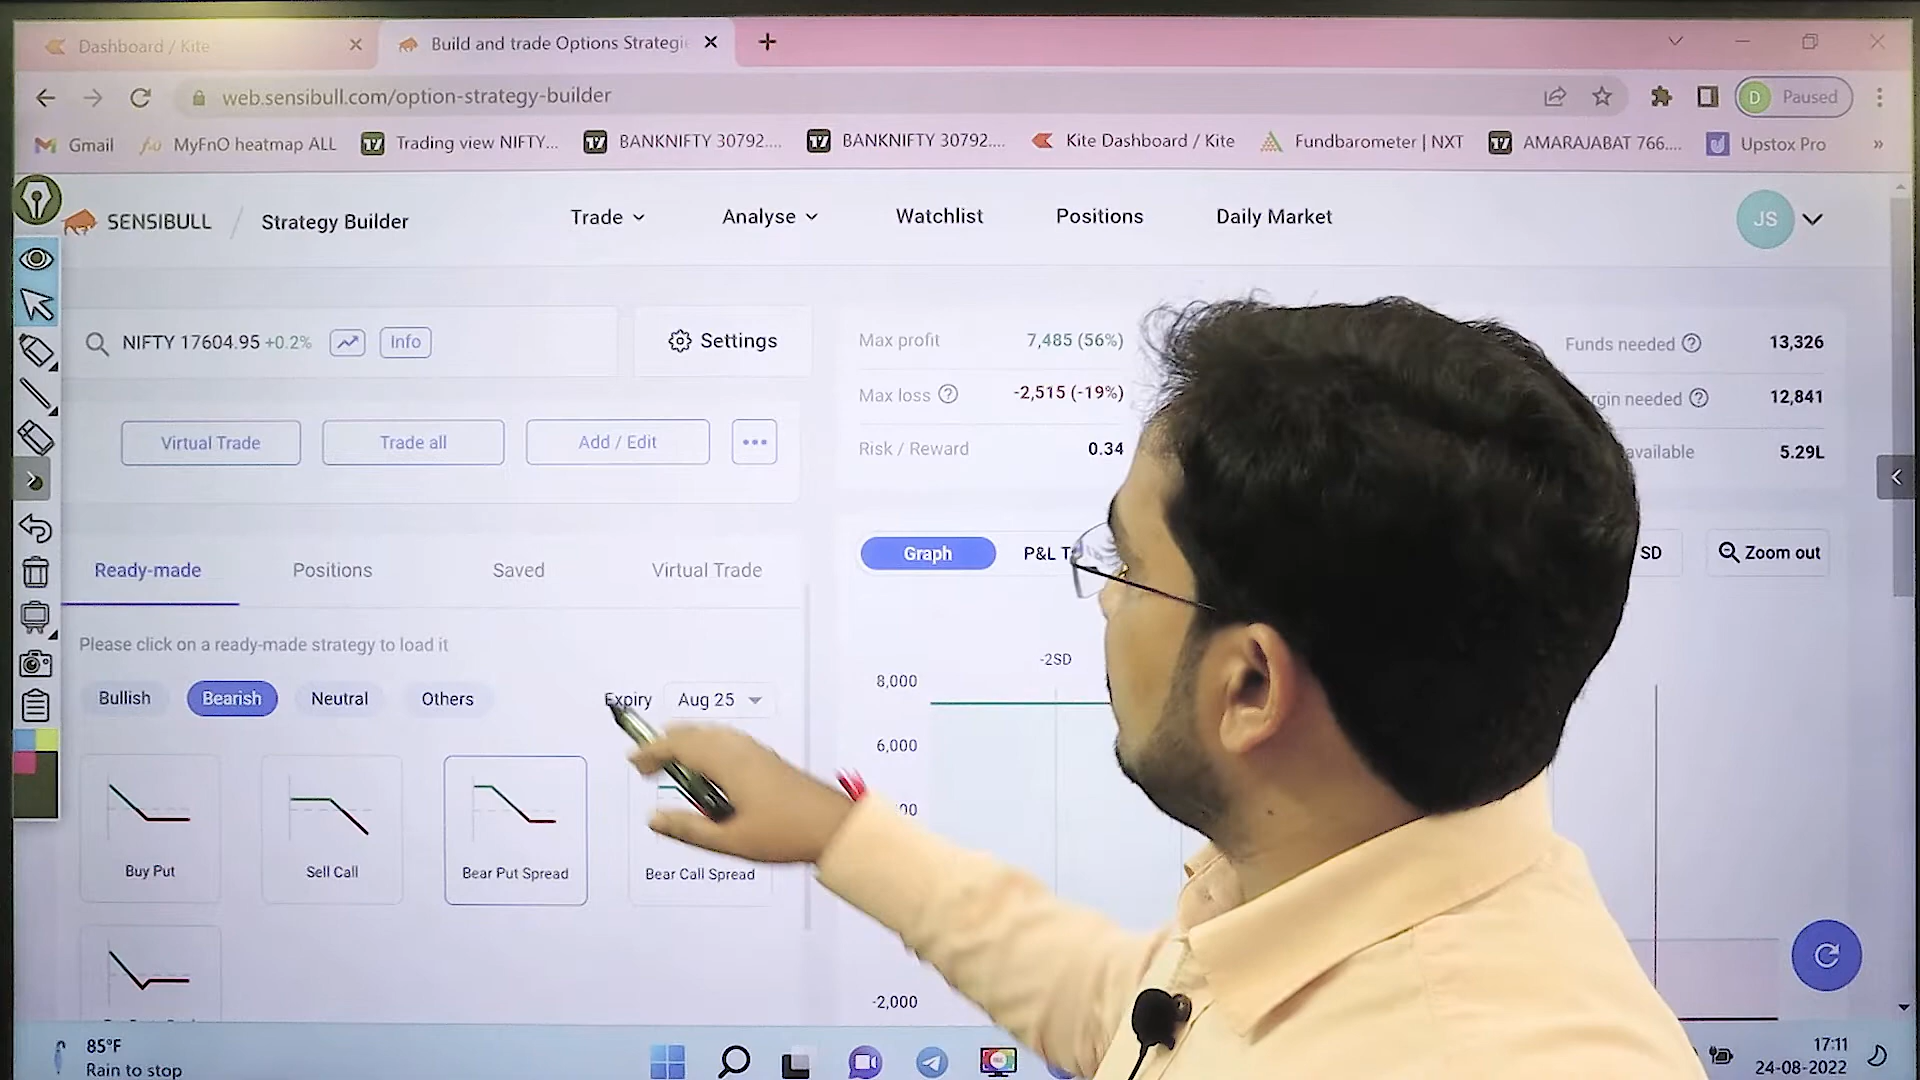 Dashboard / Kite
Build and trade Options Strategi
web.sensibull.com/option-strategy-builder
D Paused
Gmail
MyFnO heatmap ALL
17 Trading view NIFTY...
17 BANKNIFTY 30792....
17 BANKNIFTY 30792....
Kite Dashboard / Kite
Fundbarometer | NXT
17 AMARAJABAT 766....
Upstox Pro
»
SENSIBULL / Strategy Builder
Trade
Analyse
Watchlist
Positions
Daily Market
JS
NIFTY 17604.95 +0.2%
Info
Settings
Virtual Trade
Trade all
Add / Edit
Max profit 7,485 (56%)
Max loss ? -2,515 (-19%)
Risk / Reward 0.34
Funds needed ? 13,326
rgin needed ? 12,841
available 5.29L
Ready-made
Positions
Saved
Virtual Trade
Please click on a ready-made strategy to load it
Bullish
Bearish
Neutral
Others
Expiry
Aug 25
Buy Put
Sell Call
Bear Put Spread
Bear Call Spread
Graph
P&L T
SD
Zoom out
-2SD
8,000
6,000
00
-2,000
85°F
Rain to stop
17:11
24-08-2022